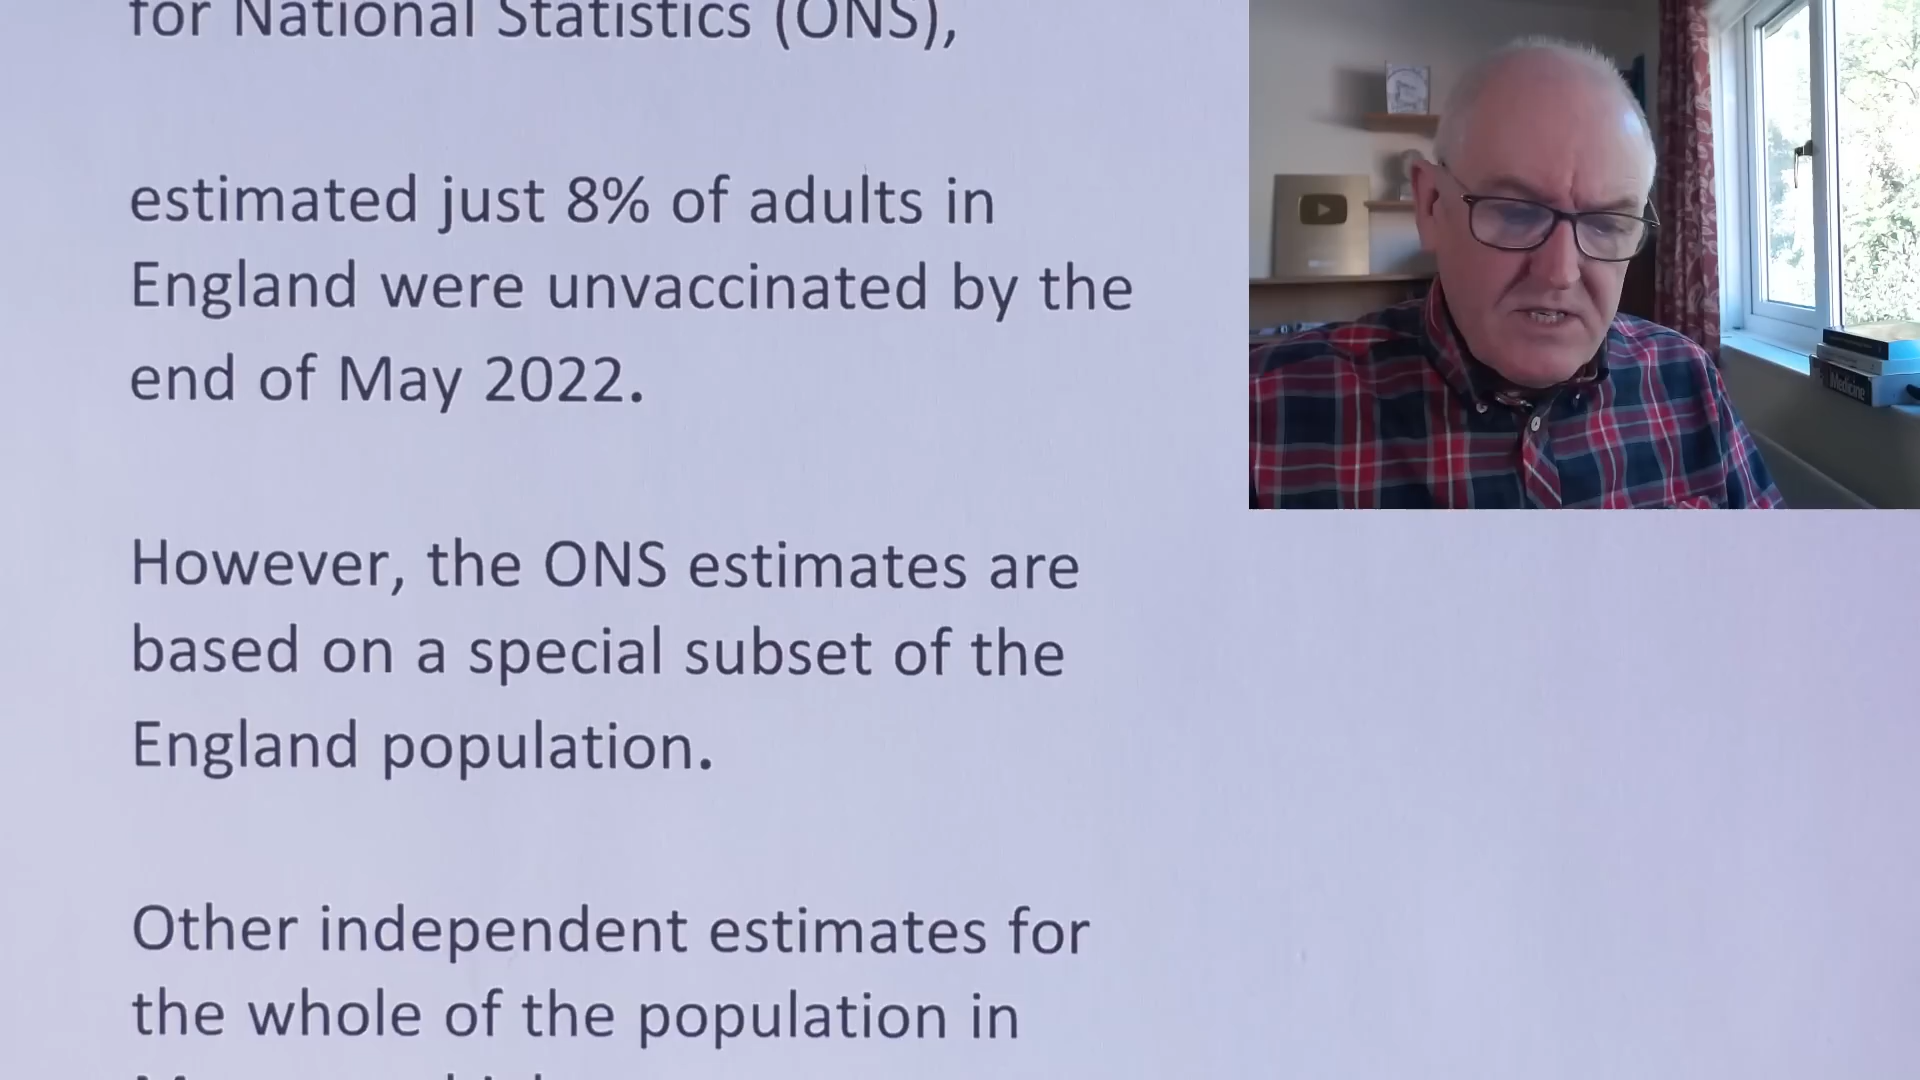 for National Statistics (ONS),
estimated just 8% of adults in
England were unvaccinated by the
end of May 2022.
However, the ONS estimates are
based on a special subset of the
England population.
Other independent estimates for
the whole of the population in
Medicine